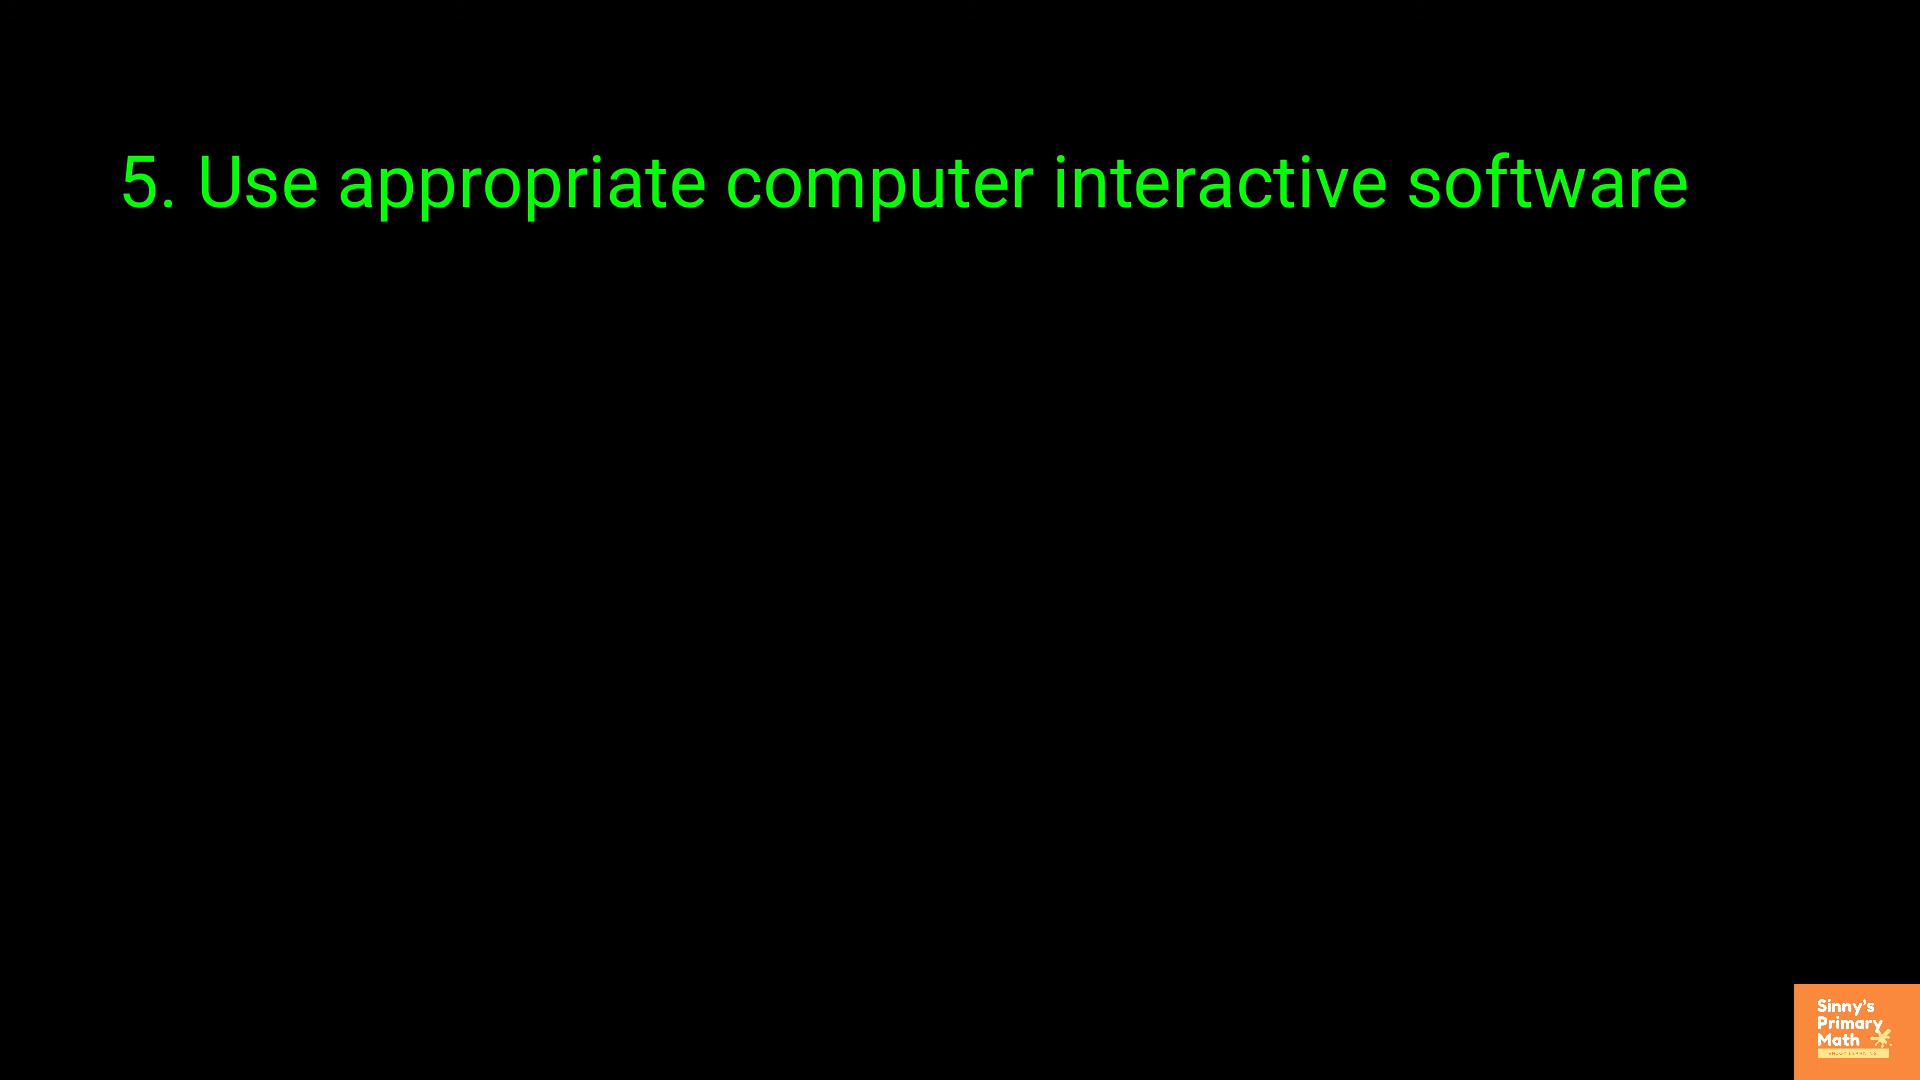 5. Use appropriate computer interactive software
Sinny's
Primary
Math